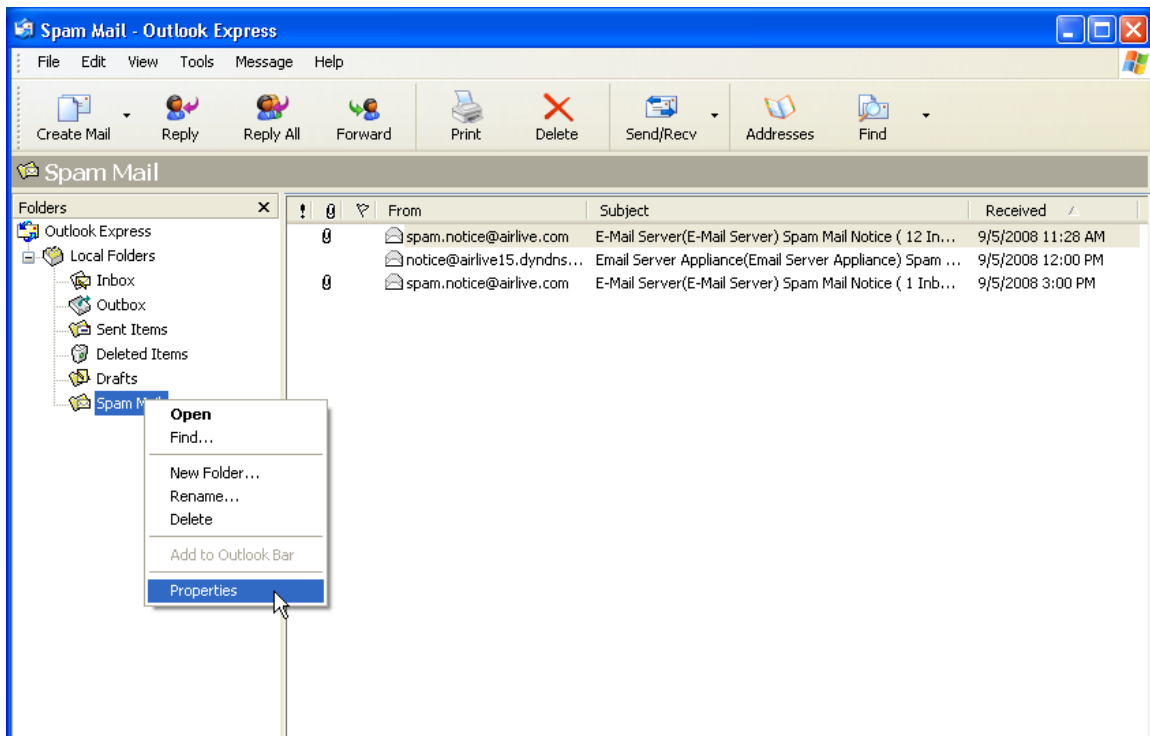 Spam Mail - Outlook Express
File Edit View Tools Message Help
Create Mail Reply Reply All Forward Print Delete Send/Recv Addresses Find
Spam Mail
Folders
! From Subject Received
Outlook Express
Local Folders
Inbox
Outbox
Sent Items
Deleted Items
Drafts
Spam
spam.notice@airlive.com E-Mail Server(E-Mail Server) Spam Mail Notice ( 12 In... 9/5/2008 11:28 AM
notice@airlive15.dyndns... Email Server Appliance(Email Server Appliance) Spam ... 9/5/2008 12:00 PM
spam.notice@airlive.com E-Mail Server(E-Mail Server) Spam Mail Notice ( 1 Inb... 9/5/2008 3:00 PM
Open
Find...
New Folder...
Rename...
Delete
Add to Outlook Bar
Properties